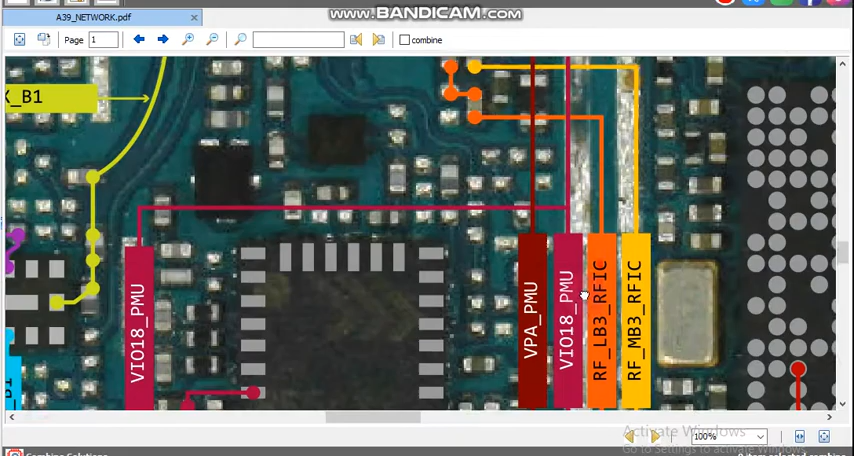 www.BANDICAM.com
A39_NETWORK.pdf
Page 1
combine
X_B1
VIO18_PMU
VPA_PMU
VIO18_PMU
RF_LB3_RFIC
RF_MB3_RFIC
_B1
Activate Windows
Go to Settings to activate Windows.
100%